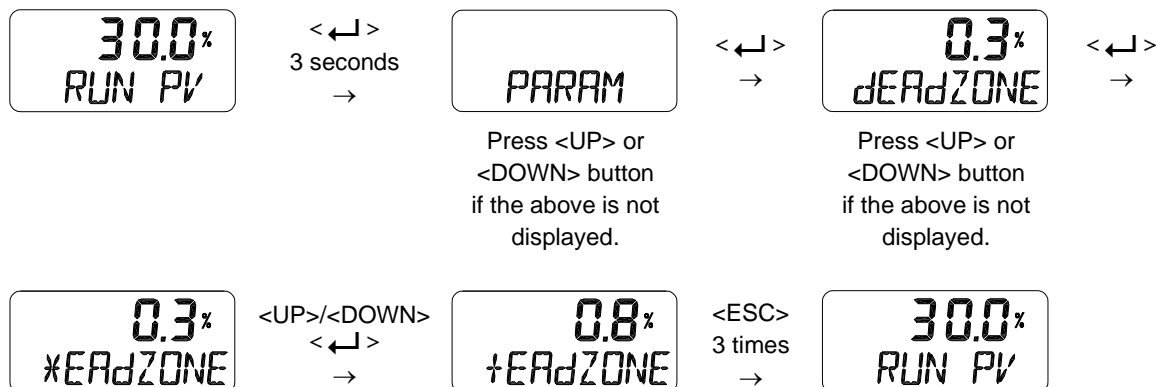 30.0%
RUN PV
< ↵ >
3 seconds
→
PARAM
Press <UP> or
<DOWN> button
if the above is not
displayed.
< ↵ >
→
0.3%
dEAdZONE
Press <UP> or
<DOWN> button
if the above is not
displayed.
< ↵ >
→
0.3%
*EAdZONE
<UP>/<DOWN>
< ↵ >
→
0.8%
+EAdZONE
<ESC>
3 times
→
30.0%
RUN PV